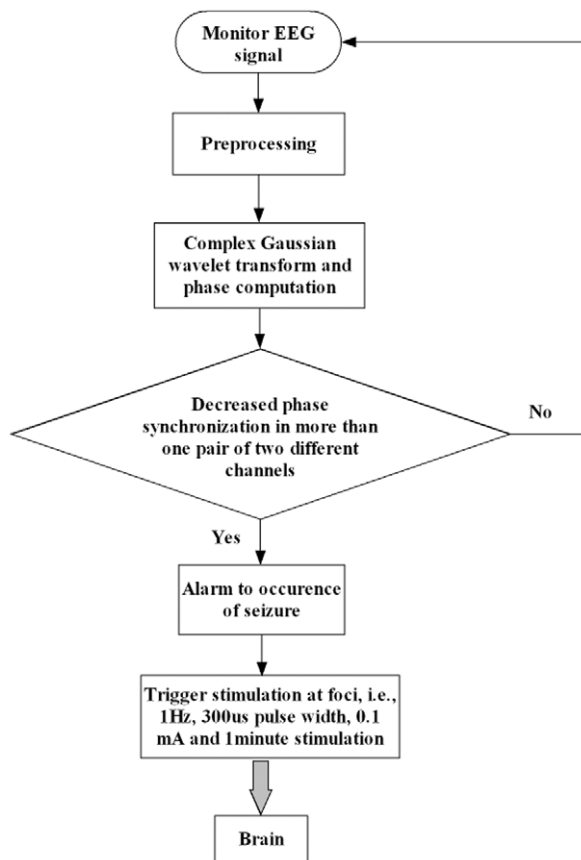 Monitor EEG
signal
Preprocessing
Complex Gaussian
wavelet transform and
phase computation
Decreased phase
synchronization in more than
one pair of two different
channels
No
Yes
Alarm to occurence
of seizure
Trigger stimulation at foci, i.e.,
1Hz, 300us pulse width, 0.1
mA and 1minute stimulation
Brain